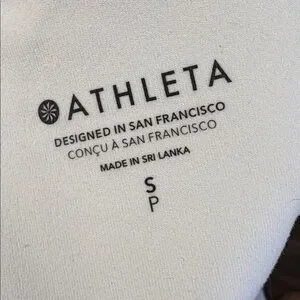 ATHLETA
DESIGNED IN SAN FRANCISCO
CONÇU À SAN FRANCISCO
MADE IN SRI LANKA
S
P